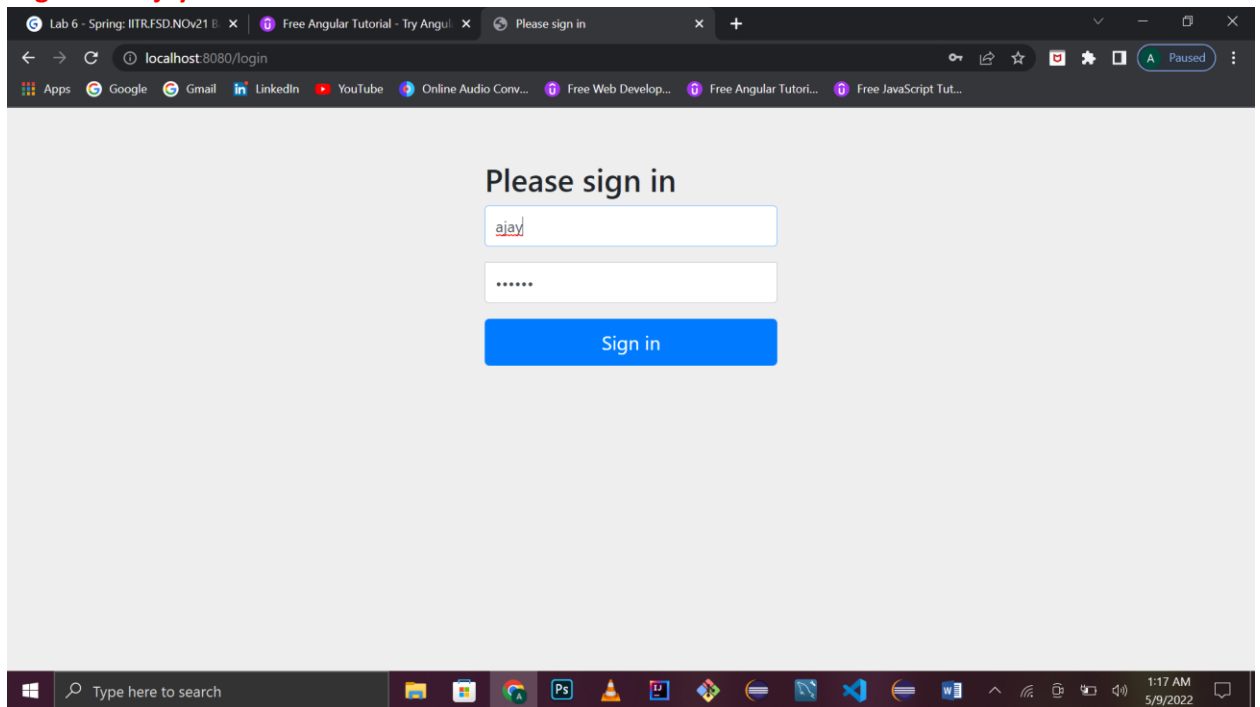 Lab 6 - Spring: IITR.FSD.NOv21 B
Free Angular Tutorial - Try Angul
Please sign in
localhost:8080/login
A Paused
Apps Google Gmail LinkedIn YouTube Online Audio Conv... Free Web Develop... Free Angular Tutori... Free JavaScript Tut...
Please sign in
ajay
••••••
Sign in
Type here to search
1:17 AM
5/9/2022